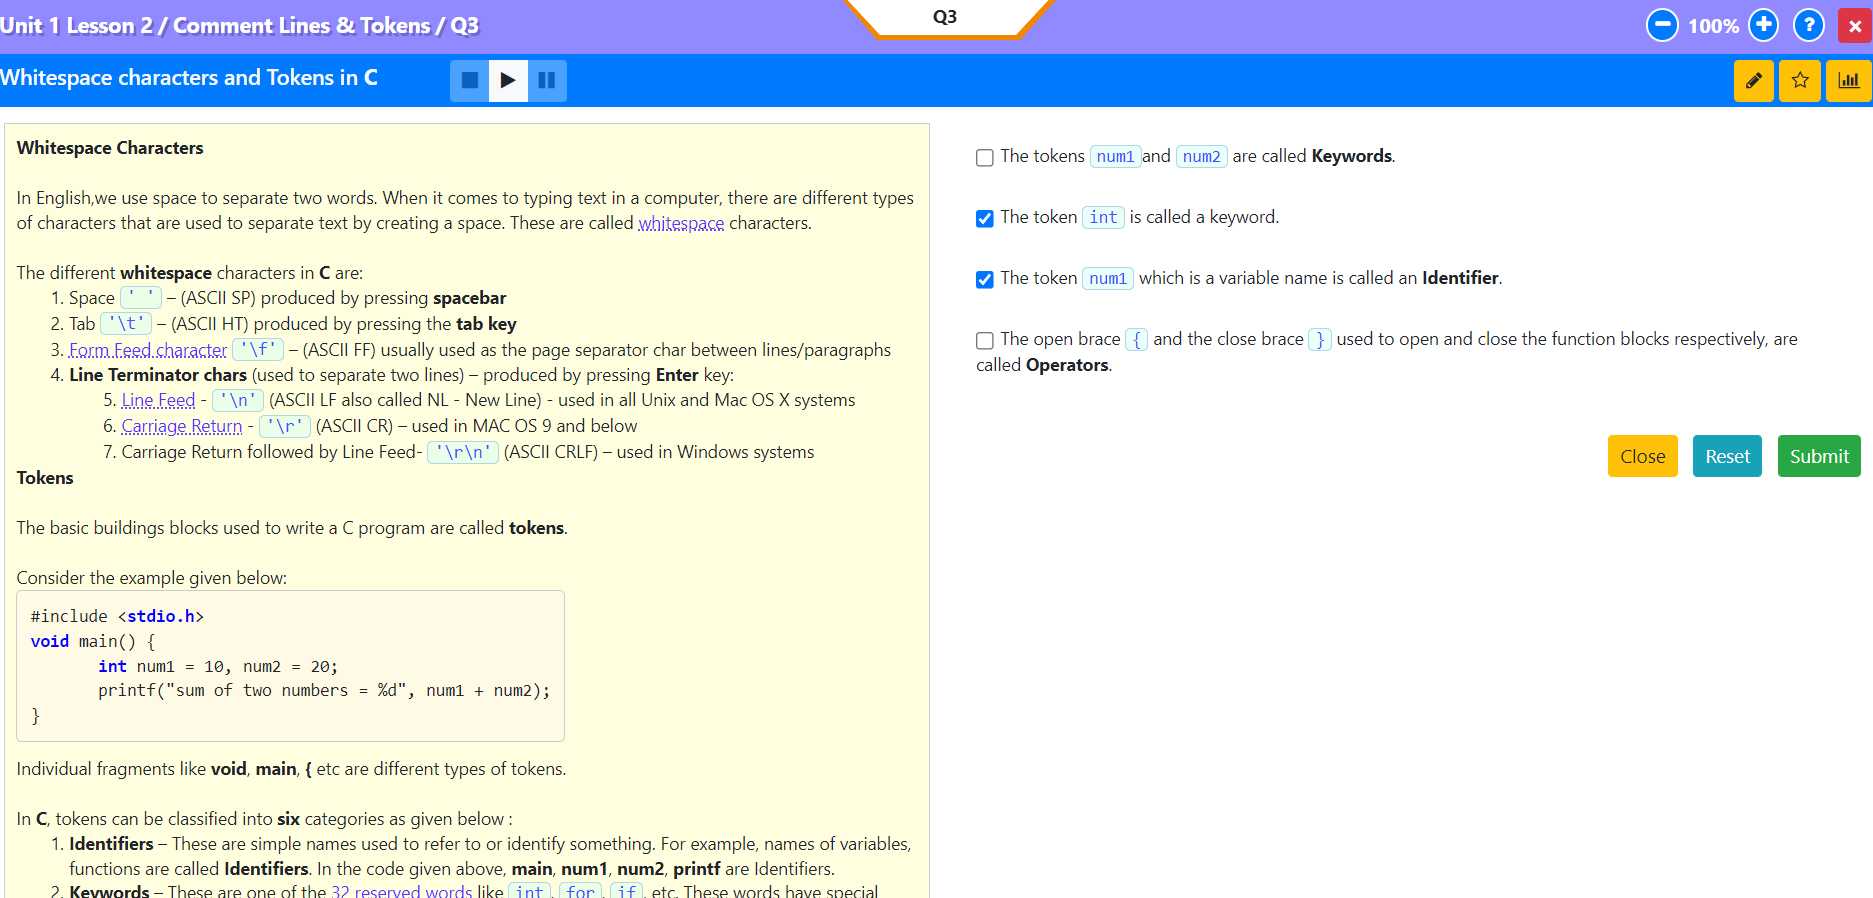 Unit 1 Lesson 2 / Comment Lines & Tokens / Q3
Q3
100%
Whitespace characters and Tokens in C
Whitespace Characters
In English,we use space to separate two words. When it comes to typing text in a computer, there are different types
of characters that are used to separate text by creating a space. These are called whitespace characters.
The different whitespace characters in C are:
1. Space ' ' – (ASCII SP) produced by pressing spacebar
2. Tab '\t' – (ASCII HT) produced by pressing the tab key
3. Form Feed character '\f' – (ASCII FF) usually used as the page separator char between lines/paragraphs
4. Line Terminator chars (used to separate two lines) – produced by pressing Enter key:
5. Line Feed - '\n' (ASCII LF also called NL - New Line) - used in all Unix and Mac OS X systems
6. Carriage Return - '\r' (ASCII CR) – used in MAC OS 9 and below
7. Carriage Return followed by Line Feed- '\r\n' (ASCII CRLF) – used in Windows systems
Tokens
The basic buildings blocks used to write a C program are called tokens.
Consider the example given below:
#include <stdio.h>
void main() {
int num1 = 10, num2 = 20;
printf("sum of two numbers = %d", num1 + num2);
}
Individual fragments like void, main, { etc are different types of tokens.
In C, tokens can be classified into six categories as given below :
1. Identifiers – These are simple names used to refer to or identify something. For example, names of variables,
functions are called Identifiers. In the code given above, main, num1, num2, printf are Identifiers.
2. Keywords – These are one of the 32 reserved words like int, for, if, etc. These words have special
The tokens num1 and num2 are called Keywords.
The token int is called a keyword.
The token num1 which is a variable name is called an Identifier.
The open brace { and the close brace } used to open and close the function blocks respectively, are
called Operators.
Close
Reset
Submit